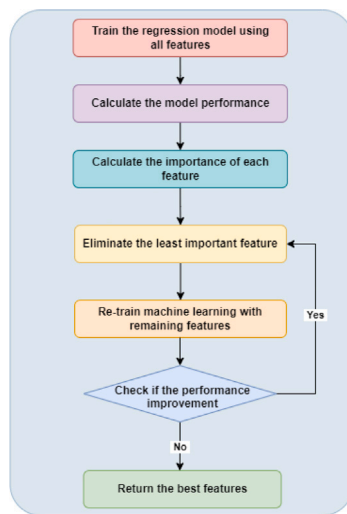 Train the regression model using
all features
Calculate the model performance
Calculate the importance of each
feature
Eliminate the least important feature
Re-train machine learning with
remaining features
Yes
Check if the performance
improvement
No
Return the best features